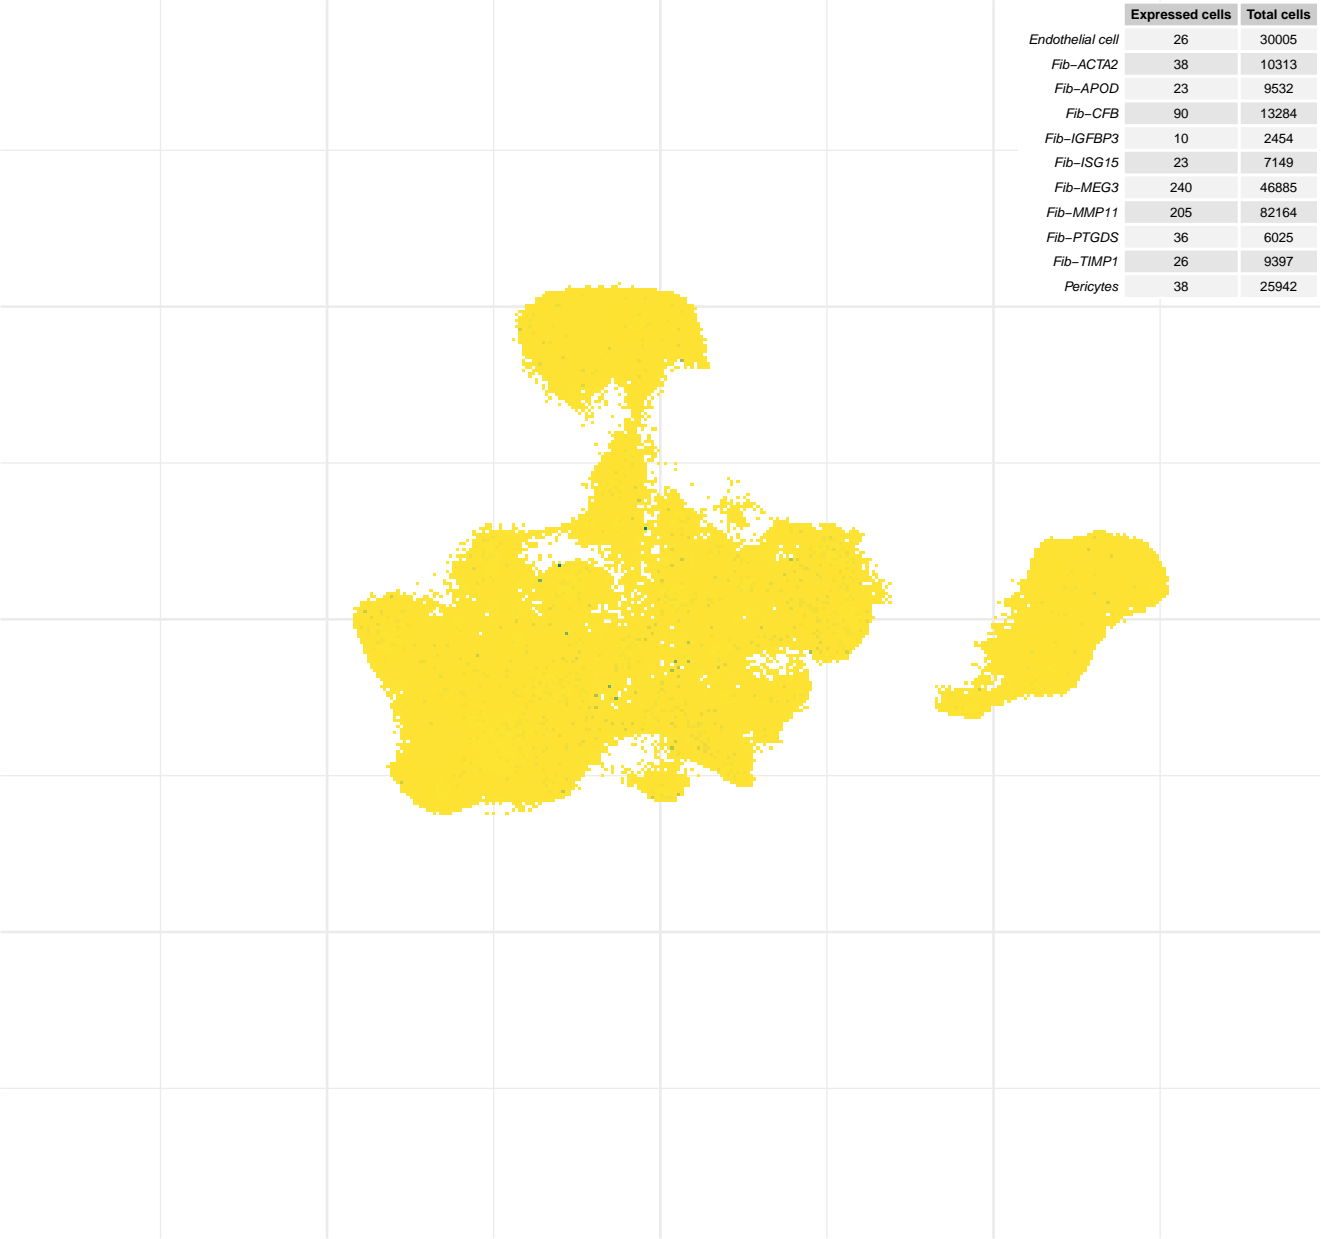 Expressed cells Total cells
Endothelial cell 26 30005
Fib−ACTA2 38 10313
Fib−APOD 23 9532
Fib−CFB 90 13284
Fib−IGFBP3 10 2454
Fib−ISG15 23 7149
Fib−MEG3 240 46885
Fib−MMP11 205 82164
Fib−PTGDS 36 6025
Fib−TIMP1 26 9397
Pericytes 38 25942